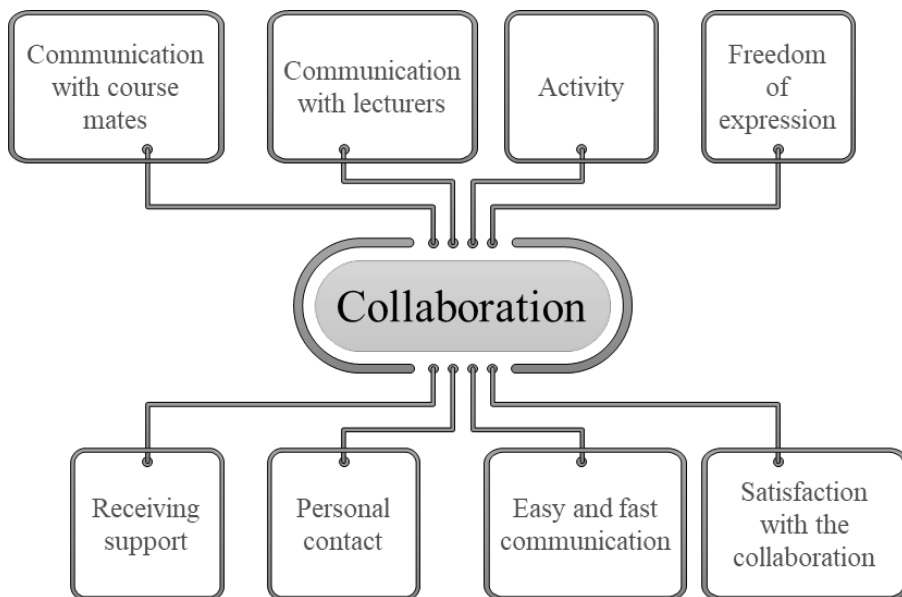 Communication
with course
mates
Communication
with lecturers
Activity
Freedom
of
expression
Collaboration
Receiving
support
Personal
contact
Easy and fast
communication
Satisfaction
with the
collaboration